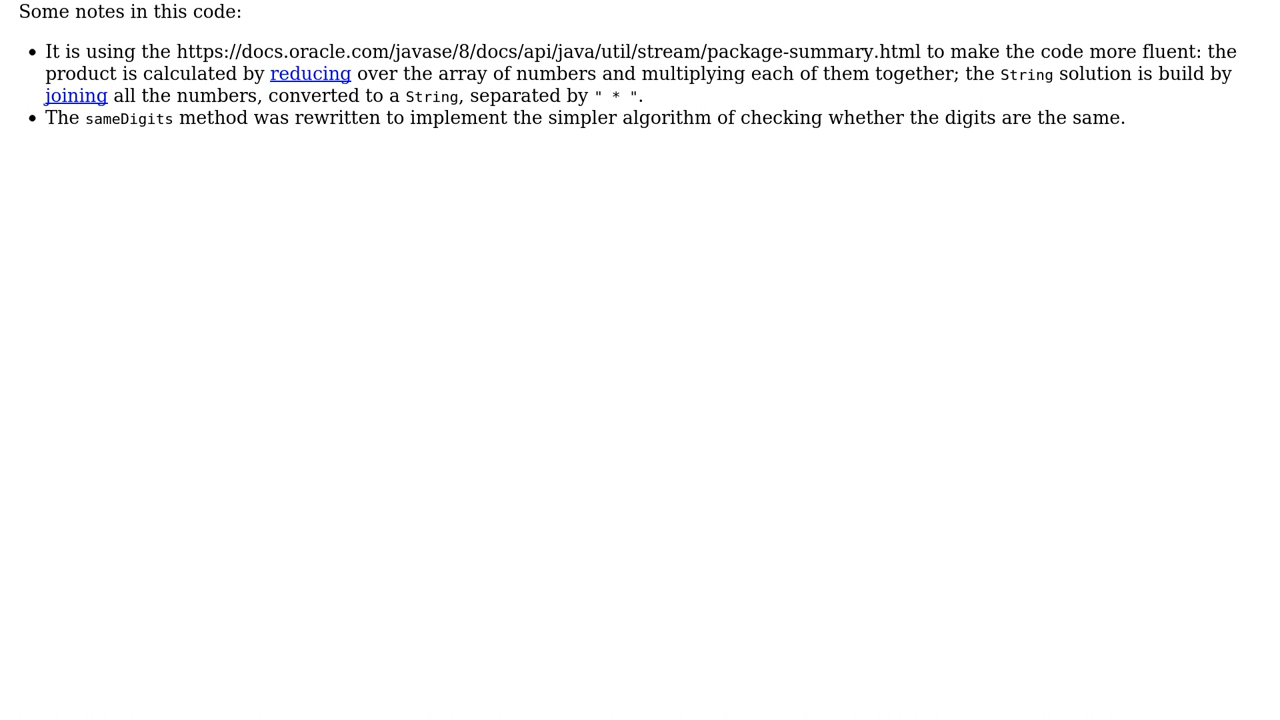 Some notes in this code:
It is using the https://docs.oracle.com/javase/8/docs/api/java/util/stream/package-summary.html to make the code more fluent: the
product is calculated by reducing over the array of numbers and multiplying each of them together; the String solution is build by
joining all the numbers, converted to a String, separated by " * ".
The sameDigits method was rewritten to implement the simpler algorithm of checking whether the digits are the same.